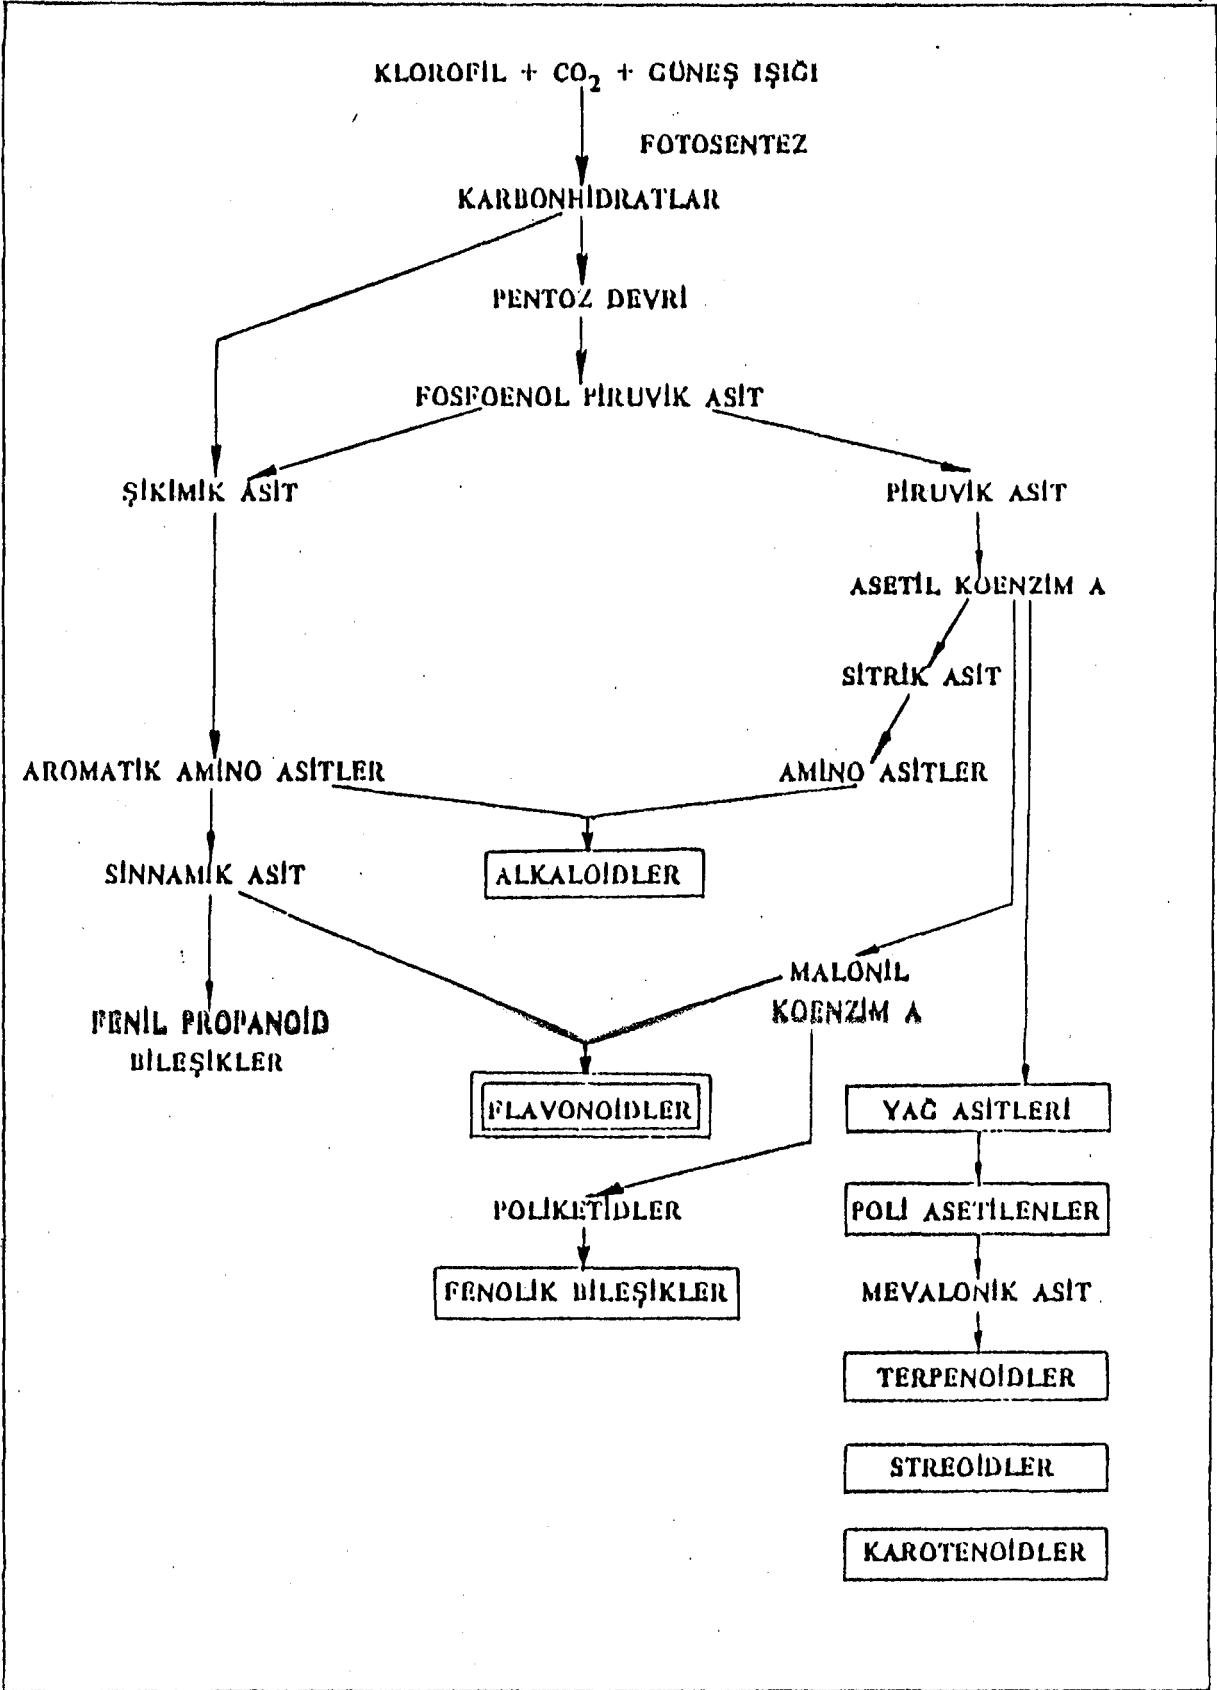 KLOROFİL + CO2 + GÜNEŞ IŞIĞI
FOTOSENTEZ
KARBONHİDRATLAR
PENTOZ DEVRİ
FOSFOENOL PİRUVİK ASİT
ŞİKİMİK ASİT
PİRUVİK ASİT
ASETİL KOENZİM A
SİTRİK ASİT
AROMATİK AMİNO ASİTLER
AMİNO ASİTLER
SİNNAMİK ASİT
ALKALOİDLER
MALONİL
KOENZİM A
FENİL PROPANOİD
BİLEŞİKLER
FLAVONOİDLER
YAĞ ASİTLERİ
POLİKETİDLER
POLİ ASETİLENLER
FENOLİK BİLEŞİKLER
MEVALONİK ASİT
TERPENOİDLER
STREOİDLER
KAROTENOİDLER